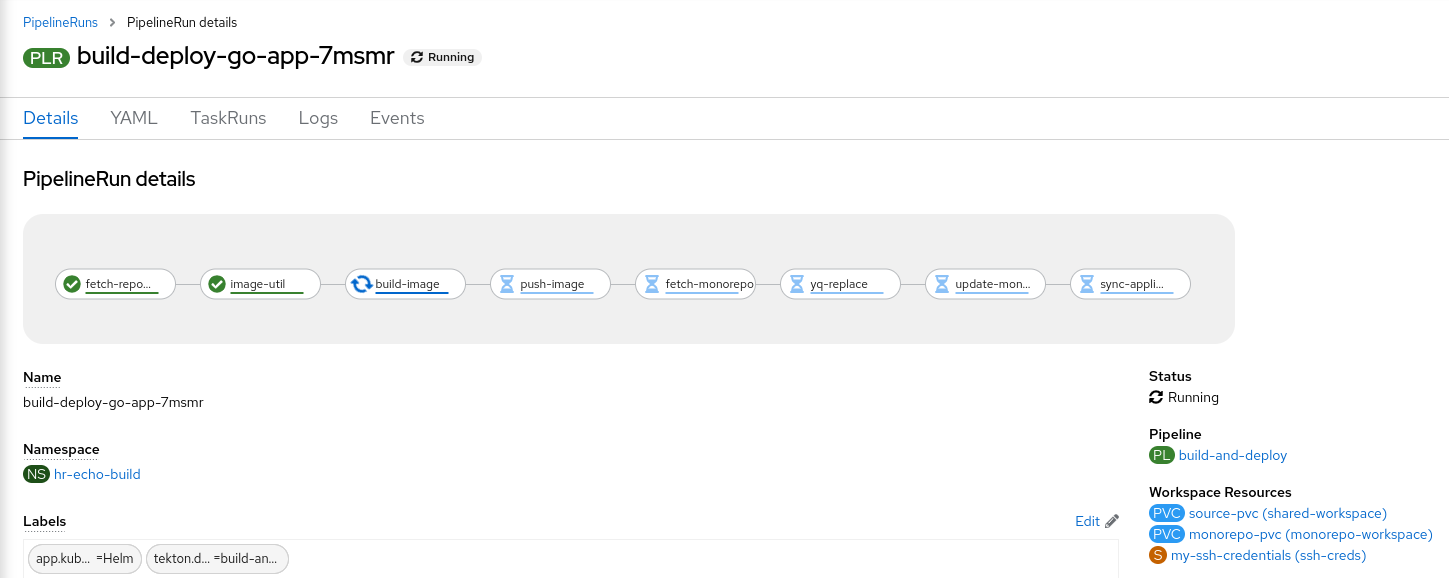 PipelineRuns > PipelineRun details
PLR build-deploy-go-app-7msmr Running
Details YAML TaskRuns Logs Events
PipelineRun details
fetch-repo... image-util build-image push-image fetch-monorepo yq-replace update-mon... sync-appli...
Name
build-deploy-go-app-7msmr
Namespace
NS hr-echo-build
Labels
Edit
app.kub... =Helm tekton.d... =build-an...
Status
Running
Pipeline
PL build-and-deploy
Workspace Resources
PVC source-pvc (shared-workspace)
PVC monorepo-pvc (monorepo-workspace)
S my-ssh-credentials (ssh-creds)